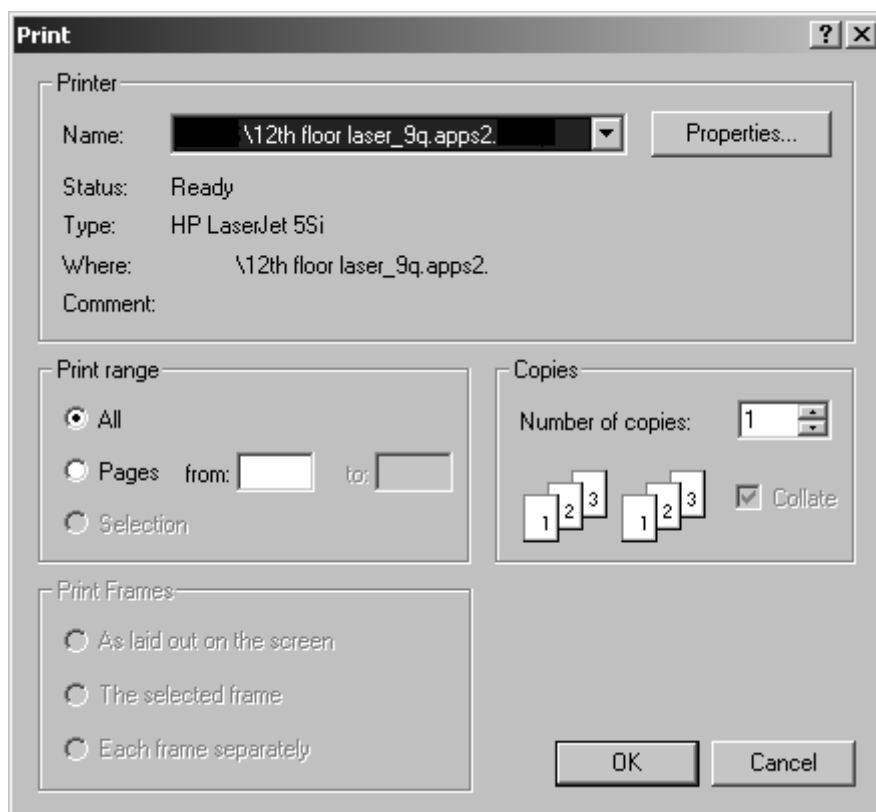 Print
Printer
Name: \12th floor laser_9q.apps2. Properties...
Status: Ready
Type: HP LaserJet 5Si
Where: \12th floor laser_9q.apps2.
Comment:
Print range
All
Pages from: to:
Selection
Copies
Number of copies: 1
1 2 3 1 2 3 Collate
Print Frames
As laid out on the screen
The selected frame
Each frame separately
OK Cancel